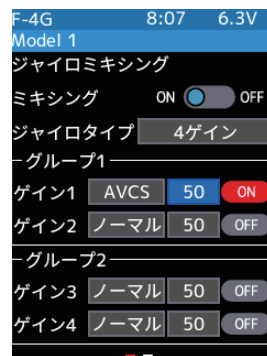 F-4G 8:07 6.3V
Model 1
ジャイロミキシング
ミキシング ON OFF
ジャイロタイプ 4ゲイン
グループ1
ゲイン1 AVCS 50 ON
ゲイン2 ノーマル 50 OFF
グループ2
ゲイン3 ノーマル 50 OFF
ゲイン4 ノーマル 50 OFF